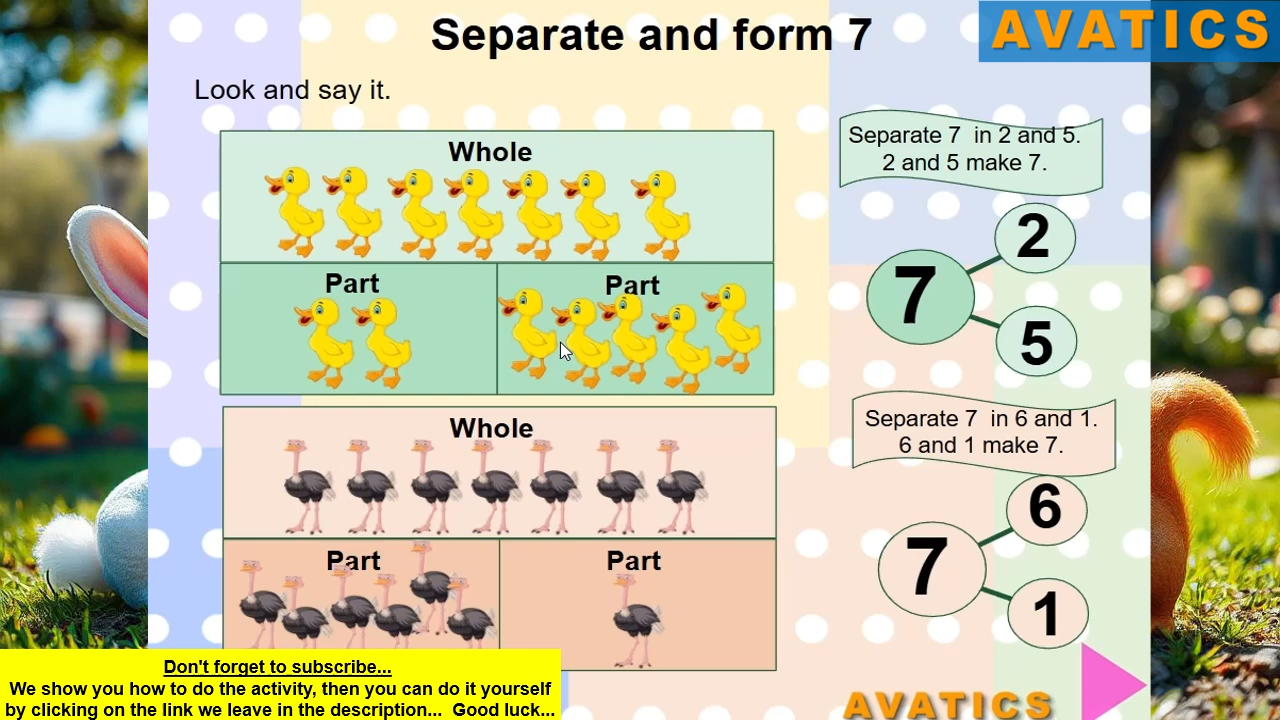 Separate and form 7
AVATICS
Look and say it.
Whole
Part
Part
Separate 7 in 2 and 5.
2 and 5 make 7.
7
2
5
Whole
Part
Part
Separate 7 in 6 and 1.
6 and 1 make 7.
7
6
1
Don't forget to subscribe...
We show you how to do the activity, then you can do it yourself
by clicking on the link we leave in the description... Good luck...
AVATICS